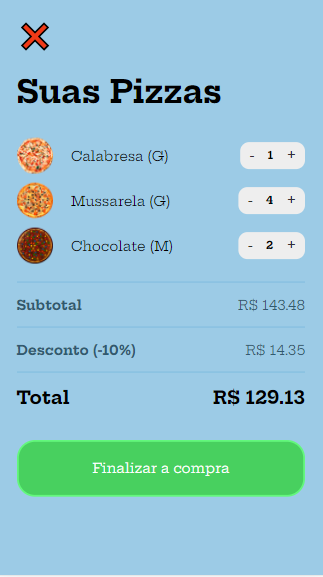 Suas Pizzas
Calabresa (G) - 1 +
Mussarela (G) - 4 +
Chocolate (M) - 2 +
Subtotal R$ 143.48
Desconto (-10%) R$ 14.35
Total R$ 129.13
Finalizar a compra